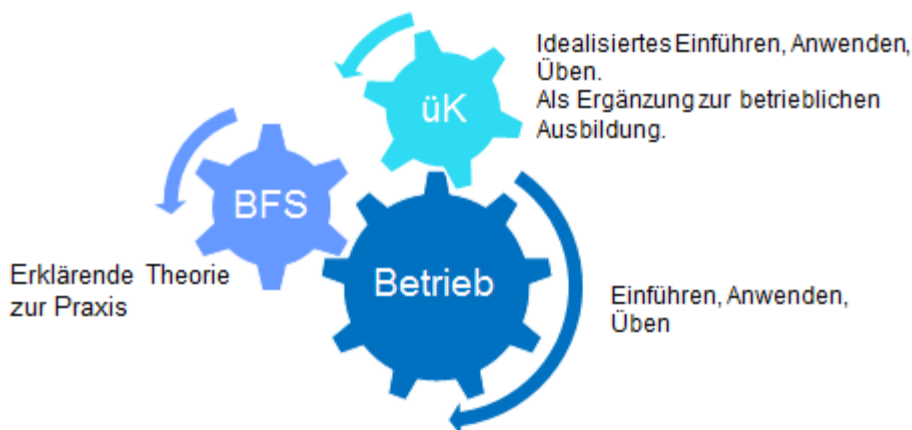 Idealisiertes Einführen, Anwenden,
Üben.
Als Ergänzung zur betrieblichen
Ausbildung.
üK
BFS
Erklärende Theorie
zur Praxis
Betrieb
Einführen, Anwenden,
Üben